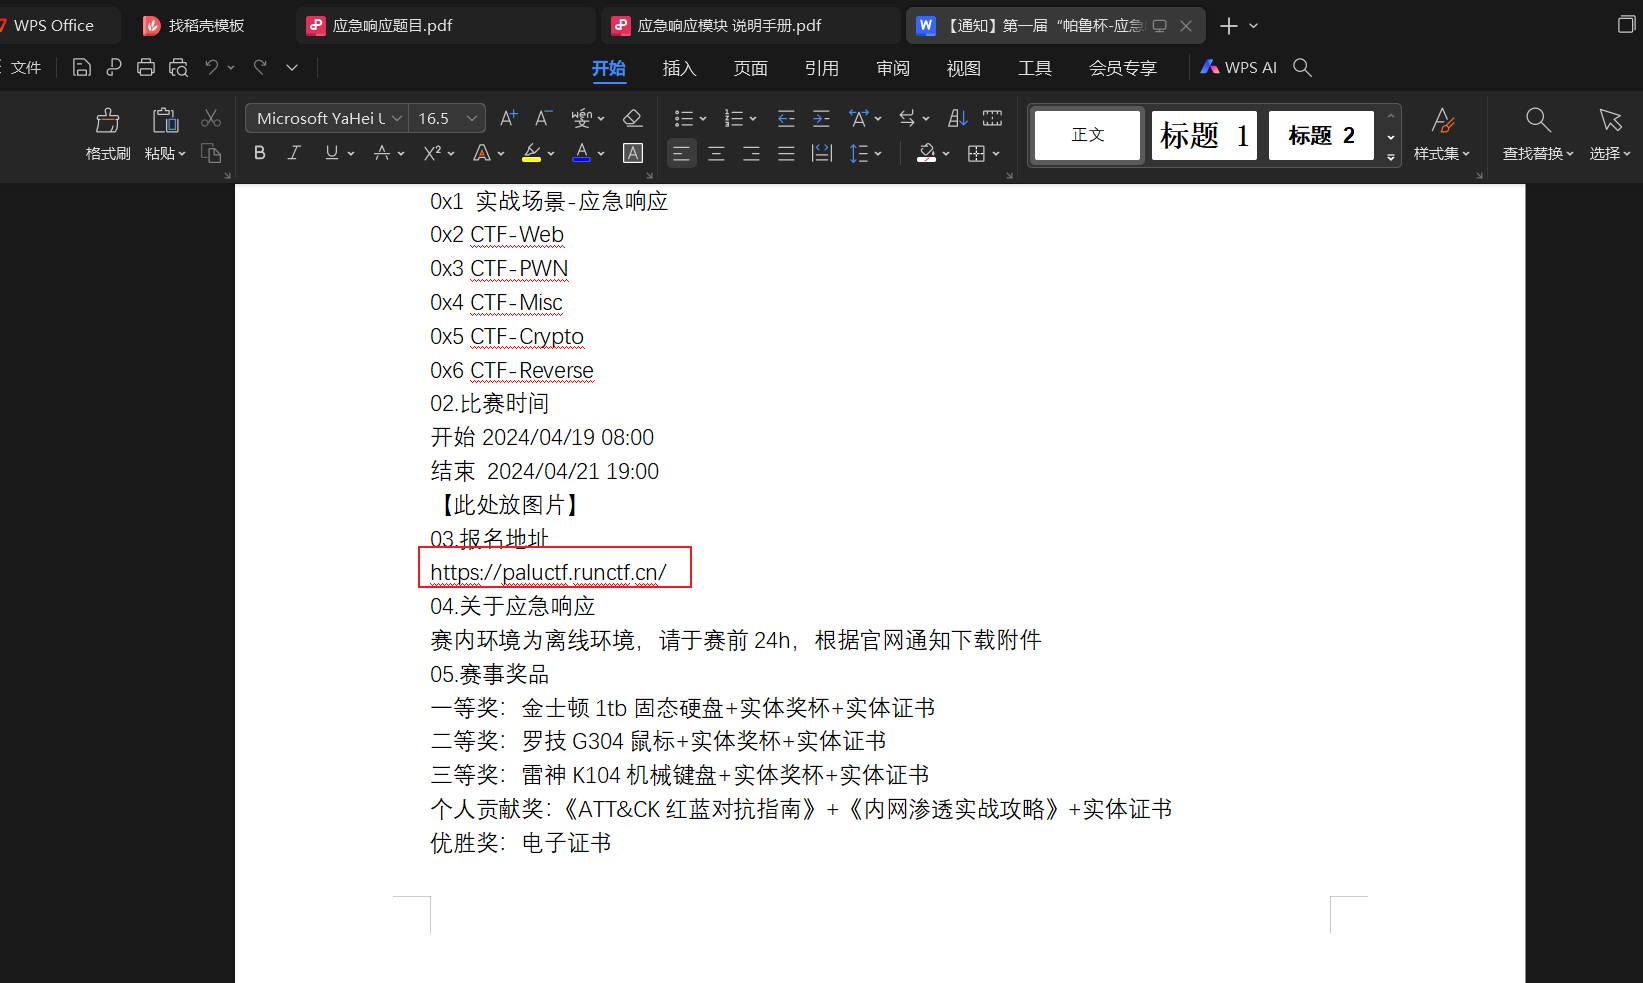 WPS Office
找稻壳模板
应急响应题目.pdf
应急响应模块 说明手册.pdf
【通知】第一届“帕鲁杯-应急
文件
开始
插入
页面
引用
审阅
视图
工具
会员专享
WPS AI
格式刷
粘贴
Microsoft YaHei
16.5
正文
标题 1
标题 2
样式集
查找替换
选择
0x1 实战场景-应急响应
0x2 CTF-Web
0x3 CTF-PWN
0x4 CTF-Misc
0x5 CTF-Crypto
0x6 CTF-Reverse
02.比赛时间
开始 2024/04/19 08:00
结束 2024/04/21 19:00
【此处放图片】
03.报名地址
https://paluctf.runctf.cn/
04.关于应急响应
赛内环境为离线环境，请于赛前 24h，根据官网通知下载附件
05.赛事奖品
一等奖：金士顿 1tb 固态硬盘+实体奖杯+实体证书
二等奖：罗技 G304 鼠标+实体奖杯+实体证书
三等奖：雷神 K104 机械键盘+实体奖杯+实体证书
个人贡献奖：《ATT&CK 红蓝对抗指南》+《内网渗透实战攻略》+实体证书
优胜奖：电子证书